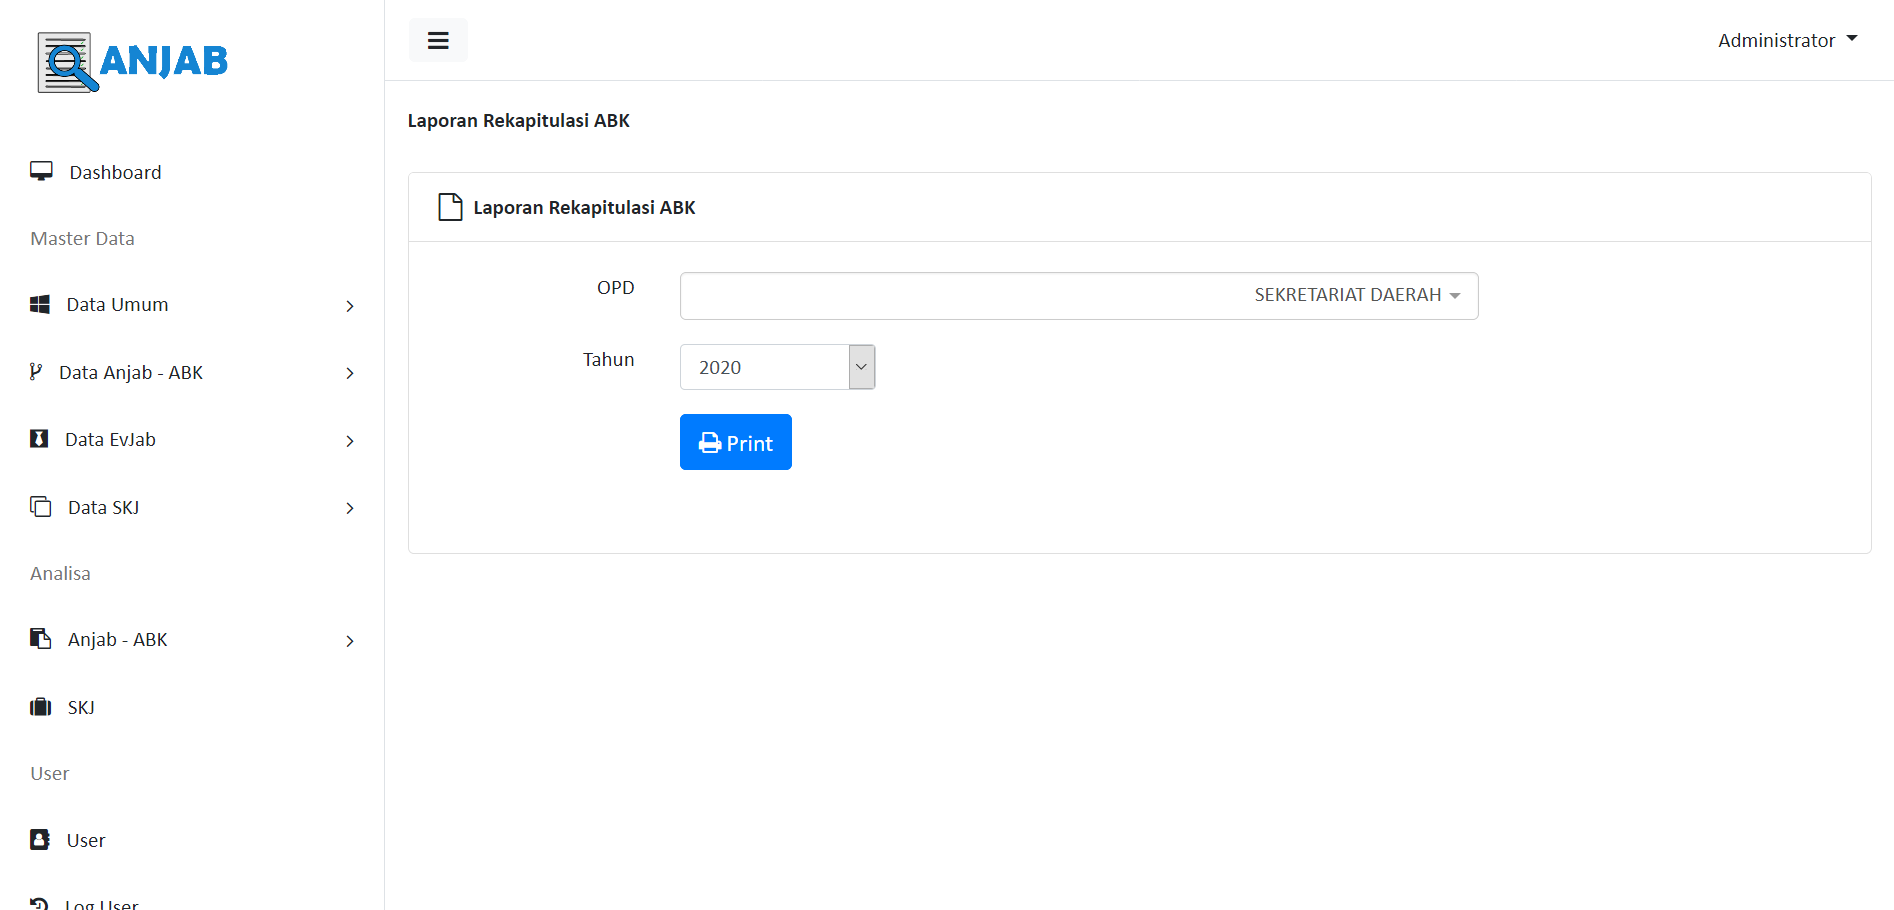 ANJAB
Administrator
Dashboard
Master Data
Data Umum
Data Anjab - ABK
Data EvJab
Data SKJ
Analisa
Anjab - ABK
SKJ
User
User
Log User
Laporan Rekapitulasi ABK
Laporan Rekapitulasi ABK
OPD
SEKRETARIAT DAERAH
Tahun
2020
Print